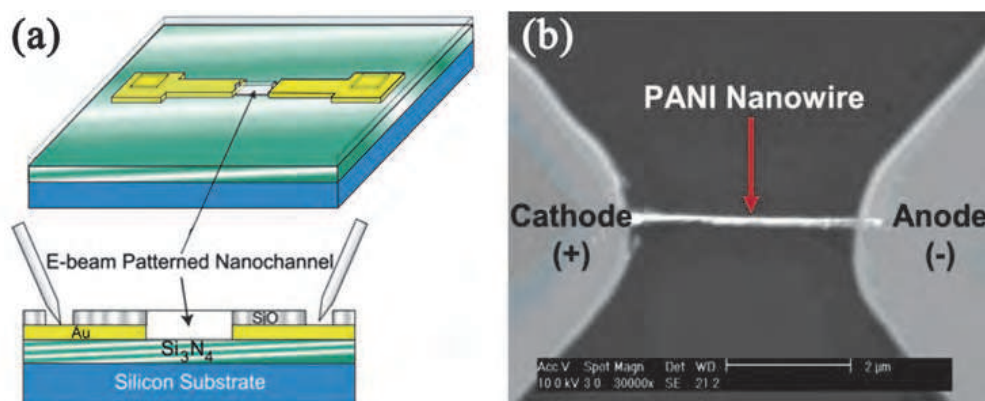 (a)
E-beam Patterned Nanochannel
SiO
Au
Si₃N₄
Silicon Substrate
(b)
PANI Nanowire
Cathode
(+)
Anode
(-)
Acc V Spot Magn Det WD 2 μm
10.0 kV 3.0 30000x SE 21.2